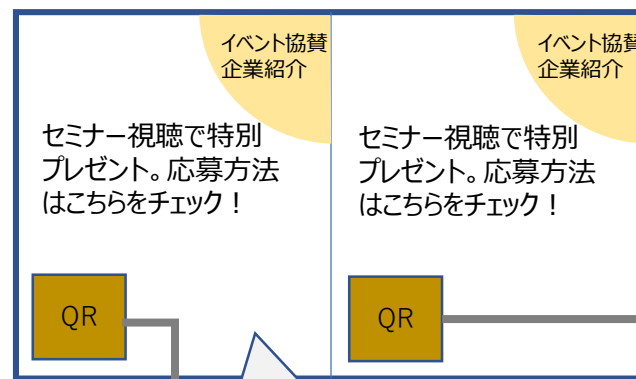 イベント協賛
企業紹介
セミナー視聴で特別
プレゼント。応募方法
はこちらをチェック！
QR
イベント協賛
企業紹介
セミナー視聴で特別
プレゼント。応募方法
はこちらをチェック！
QR